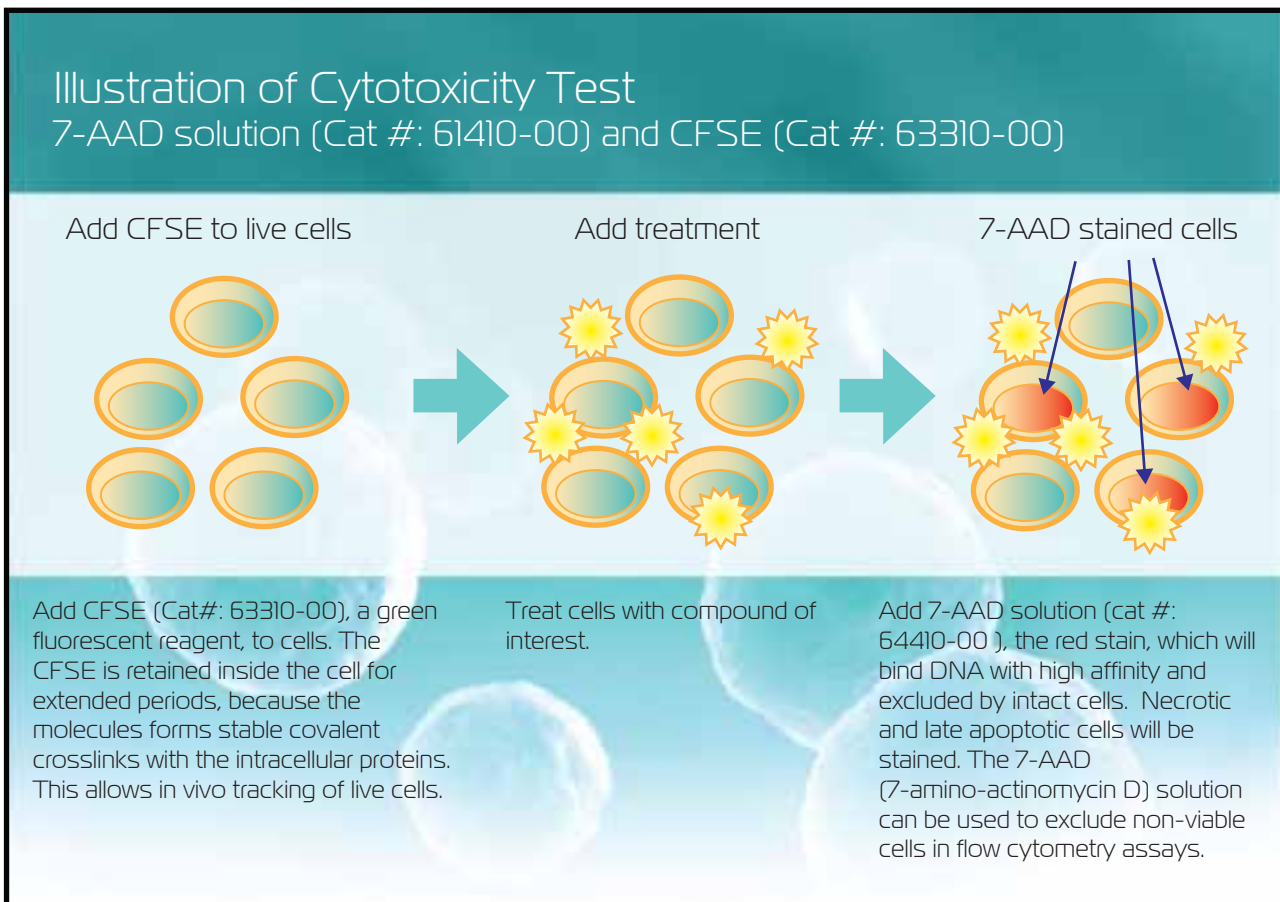 Illustration of Cytotoxicity Test
7-AAD solution (Cat #: 61410-00) and CFSE (Cat #: 63310-00)
Add CFSE to live cells
Add treatment
7-AAD stained cells
Add CFSE (Cat#: 63310-00), a green
fluorescent reagent, to cells. The
CFSE is retained inside the cell for
extended periods, because the
molecules forms stable covalent
crosslinks with the intracellular proteins.
This allows in vivo tracking of live cells.
Treat cells with compound of
interest.
Add 7-AAD solution (cat #:
64410-00 ), the red stain, which will
bind DNA with high affinity and
excluded by intact cells.  Necrotic
and late apoptotic cells will be
stained. The 7-AAD
(7-amino-actinomycin D) solution
can be used to exclude non-viable
cells in flow cytometry assays.